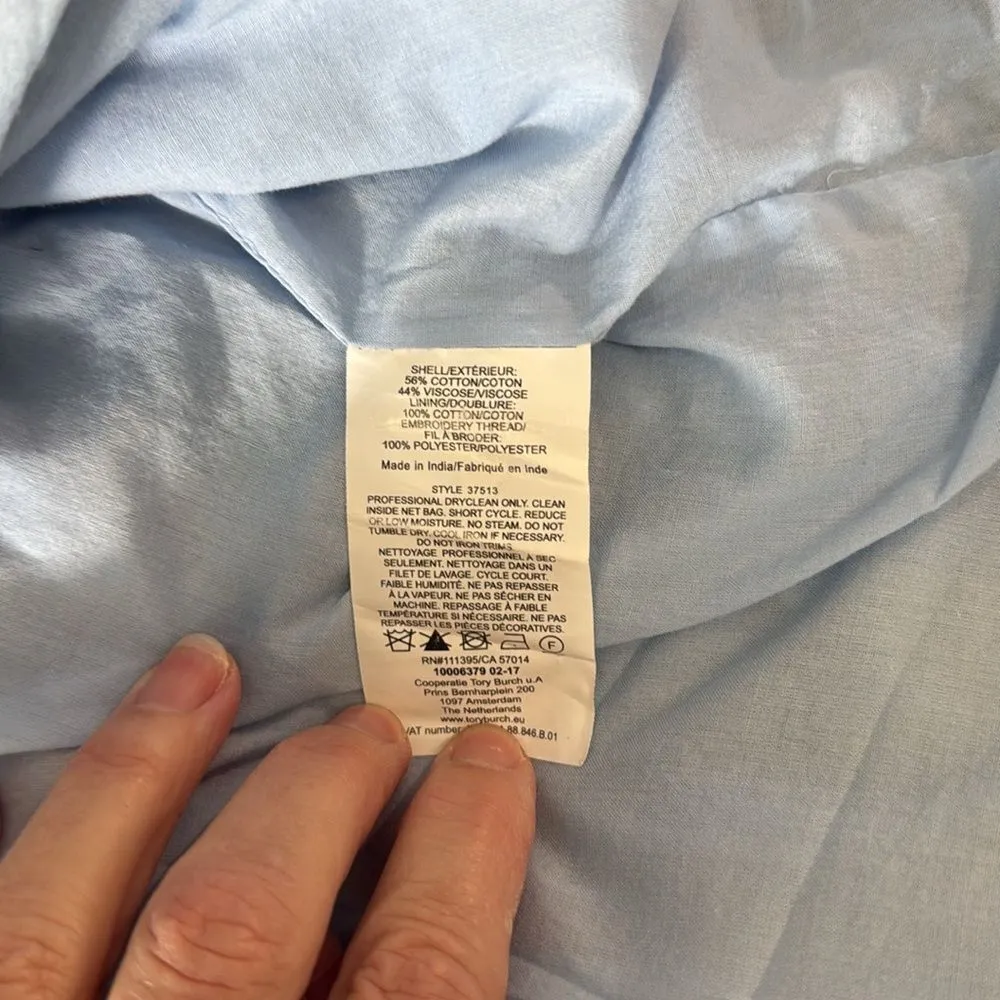 SHELL/EXTÉRIEUR:
56% COTTON/COTON
44% VISCOSE/VISCOSE
LINING/DOUBLURE:
100% COTTON/COTON
EMBROIDERY THREAD/
FIL À BRODER:
100% POLYESTER/POLYESTER
Made in India/Fabriqué en Inde
STYLE 37513
PROFESSIONAL DRYCLEAN ONLY. CLEAN
INSIDE NET BAG. SHORT CYCLE. REDUCE
OR LOW MOISTURE. NO STEAM. DO NOT
TUMBLE DRY. COOL IRON IF NECESSARY.
DO NOT IRON TRIMS.
NETTOYAGE PROFESSIONNEL À SEC
SEULEMENT. NETTOYAGE DANS UN
FILET DE LAVAGE. CYCLE COURT.
FAIBLE HUMIDITÉ. NE PAS REPASSER
À LA VAPEUR. NE PAS SÉCHER EN
MACHINE. REPASSAGE À FAIBLE
TEMPÉRATURE SI NÉCESSAIRE. NE PAS
REPASSER LES PIÈCES DÉCORATIVES.
F
RN#111395/CA 57014
10006379 02-17
Cooperatie Tory Burch u.A
Prins Bernharplein 200
1097 Amsterdam
The Netherlands
www.toryburch.eu
VAT number 88.846.B.01